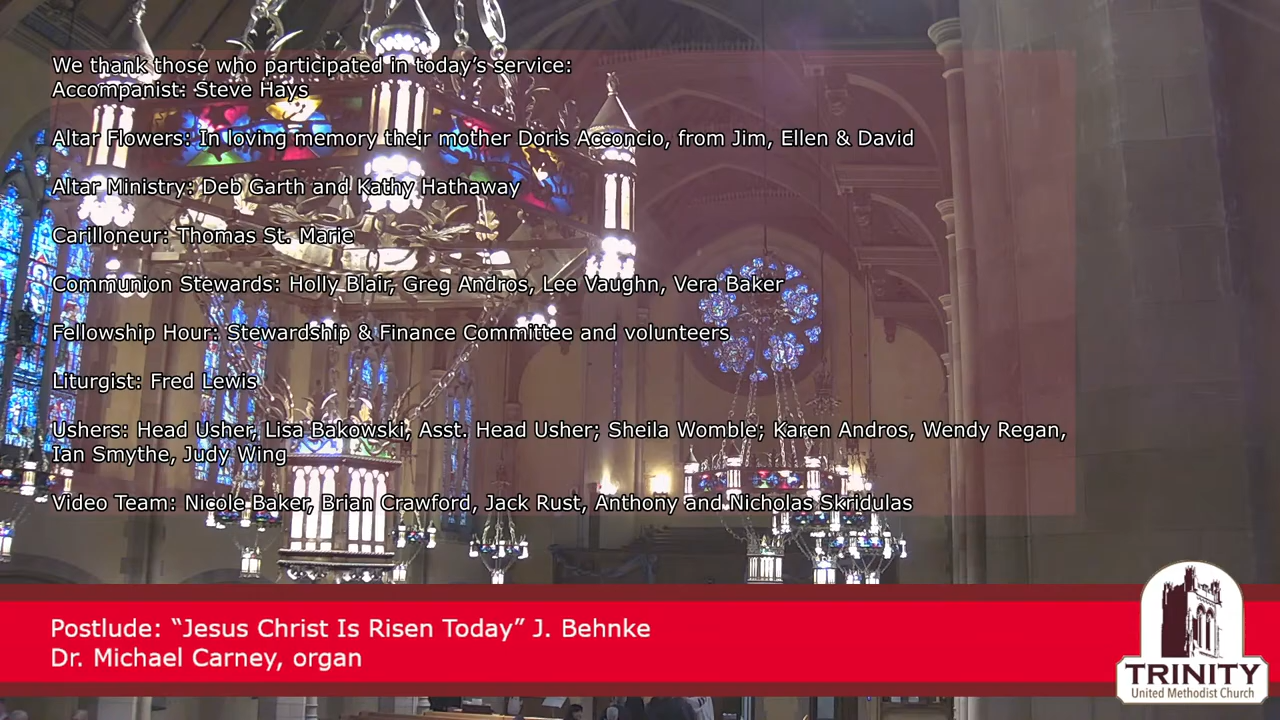 We thank those who participated in today's service:
Accompanist: Steve Hays
Altar Flowers: In loving memory their mother Doris Acconcio, from Jim, Ellen & David
Altar Ministry: Deb Garth and Kathy Hathaway
Carilloneur: Thomas St. Marie
Communion Stewards: Holly Blair, Greg Andros, Lee Vaughn, Vera Baker
Fellowship Hour: Stewardship & Finance Committee and volunteers
Liturgist: Fred Lewis
Ushers: Head Usher, Lisa Bakowski, Asst. Head Usher; Sheila Womble; Karen Andros, Wendy Regan,
Ian Smythe, Judy Wing
Video Team: Nicole Baker, Brian Crawford, Jack Rust, Anthony and Nicholas Skridulas
Postlude: “Jesus Christ Is Risen Today” J. Behnke
Dr. Michael Carney, organ
TRINITY
United Methodist Church